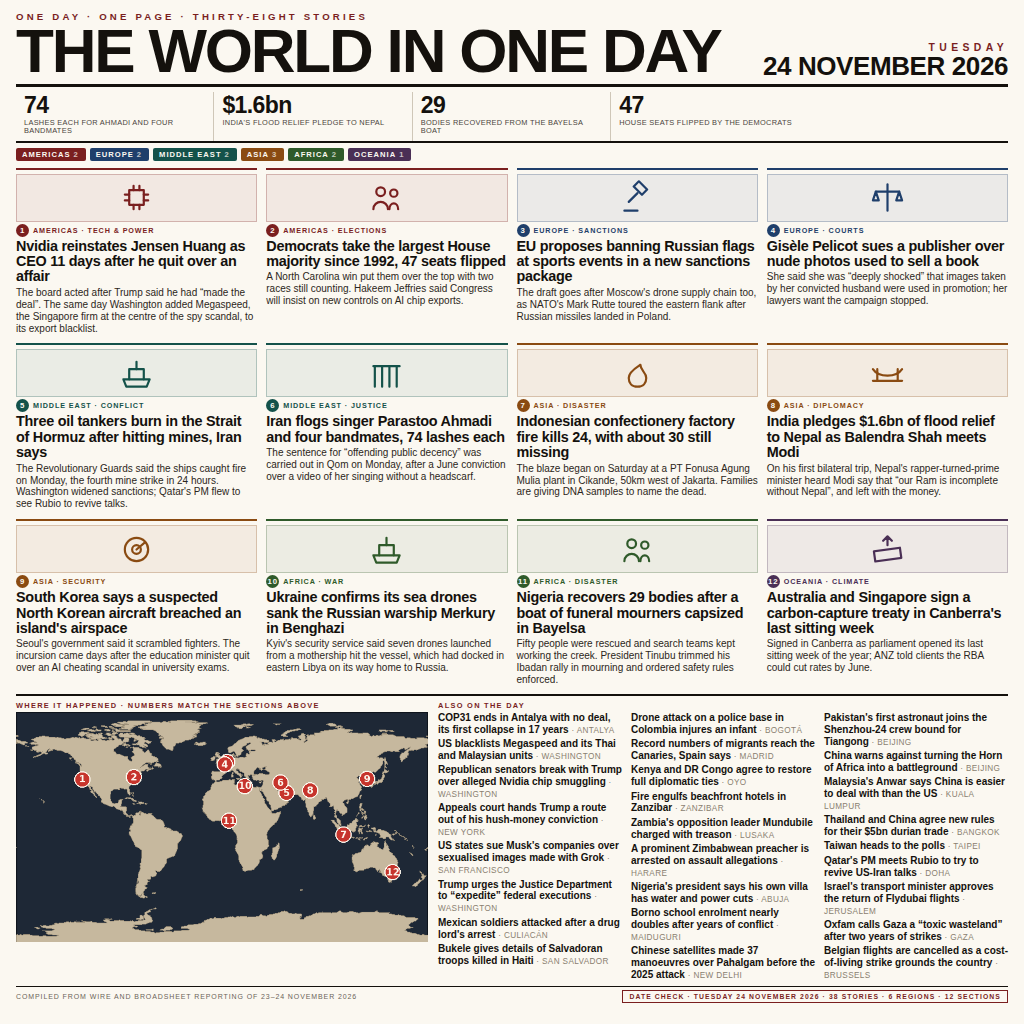 ONE DAY · ONE PAGE · THIRTY-EIGHT STORIES
THE WORLD IN ONE DAY
TUESDAY
24 NOVEMBER 2026
74
LASHES EACH FOR AHMADI AND FOUR
BANDMATES
$1.6bn
INDIA'S FLOOD RELIEF PLEDGE TO NEPAL
29
BODIES RECOVERED FROM THE BAYELSA
BOAT
47
HOUSE SEATS FLIPPED BY THE DEMOCRATS
AMERICAS 2
EUROPE 2
MIDDLE EAST 2
ASIA 3
AFRICA 2
OCEANIA 1
1 AMERICAS · TECH & POWER
Nvidia reinstates Jensen Huang as
CEO 11 days after he quit over an
affair
The board acted after Trump said he had “made the
deal”. The same day Washington added Megaspeed,
the Singapore firm at the centre of the spy scandal, to
its export blacklist.
2 AMERICAS · ELECTIONS
Democrats take the largest House
majority since 1992, 47 seats flipped
A North Carolina win put them over the top with two
races still counting. Hakeem Jeffries said Congress
will insist on new controls on AI chip exports.
3 EUROPE · SANCTIONS
EU proposes banning Russian flags
at sports events in a new sanctions
package
The draft goes after Moscow's drone supply chain too,
as NATO's Mark Rutte toured the eastern flank after
Russian missiles landed in Poland.
4 EUROPE · COURTS
Gisèle Pelicot sues a publisher over
nude photos used to sell a book
She said she was “deeply shocked” that images taken
by her convicted husband were used in promotion; her
lawyers want the campaign stopped.
5 MIDDLE EAST · CONFLICT
Three oil tankers burn in the Strait
of Hormuz after hitting mines, Iran
says
The Revolutionary Guards said the ships caught fire
on Monday, the fourth mine strike in 24 hours.
Washington widened sanctions; Qatar's PM flew to
see Rubio to revive talks.
6 MIDDLE EAST · JUSTICE
Iran flogs singer Parastoo Ahmadi
and four bandmates, 74 lashes each
The sentence for “offending public decency” was
carried out in Qom on Monday, after a June conviction
over a video of her singing without a headscarf.
7 ASIA · DISASTER
Indonesian confectionery factory
fire kills 24, with about 30 still
missing
The blaze began on Saturday at a PT Fonusa Agung
Mulia plant in Cikande, 50km west of Jakarta. Families
are giving DNA samples to name the dead.
8 ASIA · DIPLOMACY
India pledges $1.6bn of flood relief
to Nepal as Balendra Shah meets
Modi
On his first bilateral trip, Nepal's rapper-turned-prime
minister heard Modi say that “our Ram is incomplete
without Nepal”, and left with the money.
9 ASIA · SECURITY
South Korea says a suspected
North Korean aircraft breached an
island's airspace
Seoul's government said it scrambled fighters. The
incursion came days after the education minister quit
over an AI cheating scandal in university exams.
10 AFRICA · WAR
Ukraine confirms its sea drones
sank the Russian warship Merkury
in Benghazi
Kyiv's security service said seven drones launched
from a mothership hit the vessel, which had docked in
eastern Libya on its way home to Russia.
11 AFRICA · DISASTER
Nigeria recovers 29 bodies after a
boat of funeral mourners capsized
in Bayelsa
Fifty people were rescued and search teams kept
working the creek. President Tinubu trimmed his
Ibadan rally in mourning and ordered safety rules
enforced.
12 OCEANIA · CLIMATE
Australia and Singapore sign a
carbon-capture treaty in Canberra's
last sitting week
Signed in Canberra as parliament opened its last
sitting week of the year; ANZ told clients the RBA
could cut rates by June.
WHERE IT HAPPENED · NUMBERS MATCH THE SECTIONS ABOVE
1
2
4
10
6
5
8
9
11
7
12
ALSO ON THE DAY
COP31 ends in Antalya with no deal,
its first collapse in 17 years · ANTALYA
US blacklists Megaspeed and its Thai
and Malaysian units · WASHINGTON
Republican senators break with Trump
over alleged Nvidia chip smuggling ·
WASHINGTON
Appeals court hands Trump a route
out of his hush-money conviction ·
NEW YORK
US states sue Musk's companies over
sexualised images made with Grok ·
SAN FRANCISCO
Trump urges the Justice Department
to “expedite” federal executions ·
WASHINGTON
Mexican soldiers attacked after a drug
lord's arrest · CULIACÁN
Bukele gives details of Salvadoran
troops killed in Haiti · SAN SALVADOR
Drone attack on a police base in
Colombia injures an infant · BOGOTÁ
Record numbers of migrants reach the
Canaries, Spain says · MADRID
Kenya and DR Congo agree to restore
full diplomatic ties · OYO
Fire engulfs beachfront hotels in
Zanzibar · ZANZIBAR
Zambia's opposition leader Mundubile
charged with treason · LUSAKA
A prominent Zimbabwean preacher is
arrested on assault allegations ·
HARARE
Nigeria's president says his own villa
has water and power cuts · ABUJA
Borno school enrolment nearly
doubles after years of conflict ·
MAIDUGURI
Chinese satellites made 37
manoeuvres over Pahalgam before the
2025 attack · NEW DELHI
Pakistan's first astronaut joins the
Shenzhou-24 crew bound for
Tiangong · BEIJING
China warns against turning the Horn
of Africa into a battleground · BEIJING
Malaysia's Anwar says China is easier
to deal with than the US · KUALA
LUMPUR
Thailand and China agree new rules
for their $5bn durian trade · BANGKOK
Taiwan heads to the polls · TAIPEI
Qatar's PM meets Rubio to try to
revive US-Iran talks · DOHA
Israel's transport minister approves
the return of Flydubai flights ·
JERUSALEM
Oxfam calls Gaza a “toxic wasteland”
after two years of strikes · GAZA
Belgian flights are cancelled as a cost-
of-living strike grounds the country ·
BRUSSELS
COMPILED FROM WIRE AND BROADSHEET REPORTING OF 23–24 NOVEMBER 2026
DATE CHECK · TUESDAY 24 NOVEMBER 2026 · 38 STORIES · 6 REGIONS · 12 SECTIONS